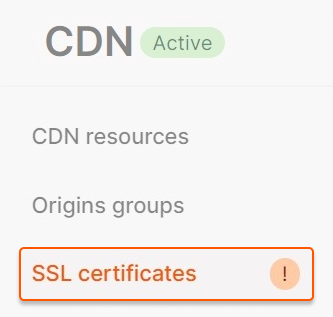 CDN Active
CDN resources
Origins groups
SSL certificates !